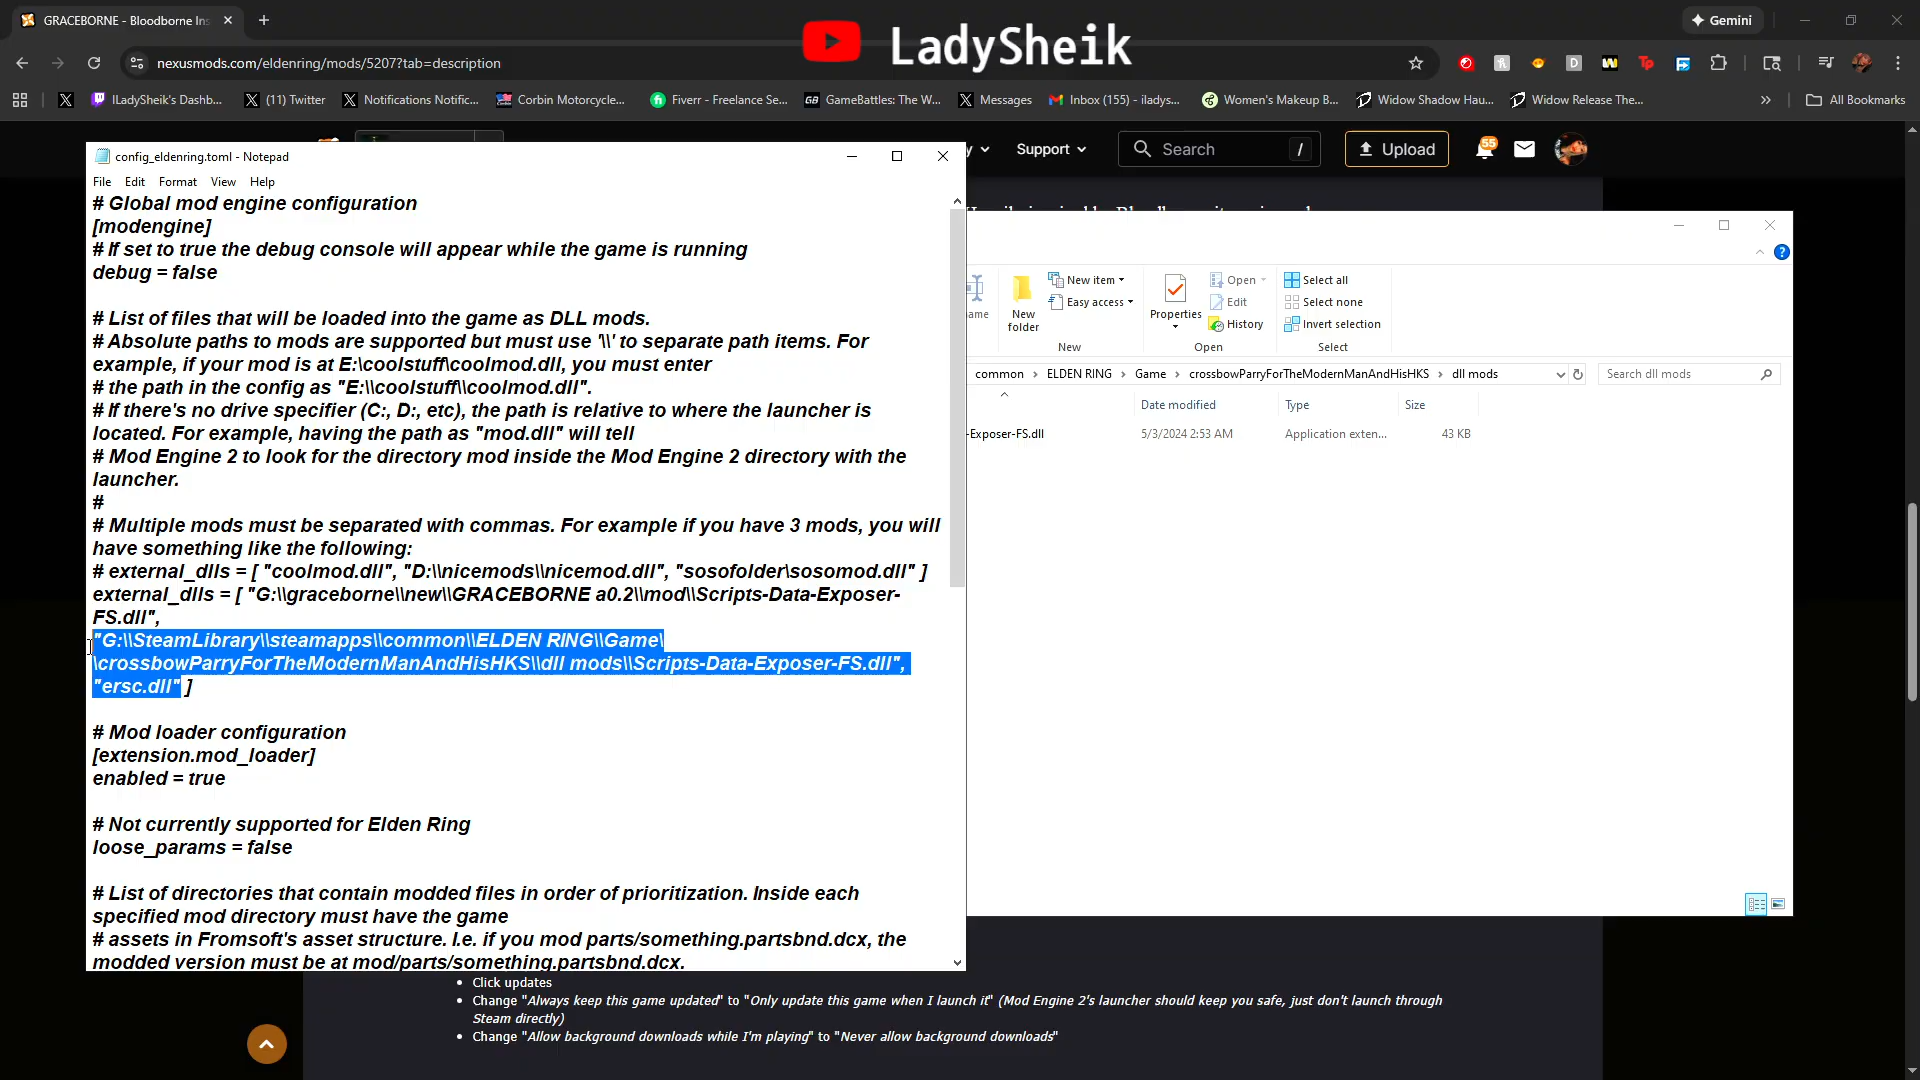 GRACEBORNE - Bloodborne Ins
Gemini
LadySheik
nexusmods.com/eldenring/mods/5207?tab=description
ILadySheik's Dashb...
(11) Twitter
Notifications Notific...
Corbin Motorcycle...
Fiverr - Freelance Se...
GameBattles: The W...
Messages
Inbox (155) - iladys...
Women's Makeup B...
Widow Shadow Hau...
Widow Release The...
All Bookmarks
Support
Search
/
Upload
55
config_eldenring.toml - Notepad
File Edit Format View Help
# Global mod engine configuration
[modengine]
# If set to true the debug console will appear while the game is running
debug = false
# List of files that will be loaded into the game as DLL mods.
# Absolute paths to mods are supported but must use '\\' to separate path items. For
example, if your mod is at E:\coolstuff\coolmod.dll, you must enter
# the path in the config as "E:\\coolstuff\\coolmod.dll".
# If there's no drive specifier (C:, D:, etc), the path is relative to where the launcher is
located. For example, having the path as "mod.dll" will tell
# Mod Engine 2 to look for the directory mod inside the Mod Engine 2 directory with the
launcher.
#
# Multiple mods must be separated with commas. For example if you have 3 mods, you will
have something like the following:
# external_dlls = [ "coolmod.dll", "D:\\nicemods\\nicemod.dll", "sosofolder\sosomod.dll" ]
external_dlls = [ "G:\\graceborne\\new\\GRACEBORNE a0.2\\mod\\Scripts-Data-Exposer-
FS.dll",
"G:\\SteamLibrary\\steamapps\\common\\ELDEN RING\\Game\
\crossbowParryForTheModernManAndHisHKS\\dll mods\\Scripts-Data-Exposer-FS.dll",
"ersc.dll" ]
# Mod loader configuration
[extension.mod_loader]
enabled = true
# Not currently supported for Elden Ring
loose_params = false
# List of directories that contain modded files in order of prioritization. Inside each
specified mod directory must have the game
# assets in Fromsoft's asset structure. I.e. if you mod parts/something.partsbnd.dcx, the
modded version must be at mod/parts/something.partsbnd.dcx.
New item
Easy access
New
folder
New
Properties
Open
Edit
History
Open
Select all
Select none
Invert selection
Select
common > ELDEN RING > Game > crossbowParryForTheModernManAndHisHKS > dll mods
Search dll mods
Date modified Type Size
-Exposer-FS.dll 5/3/2024 2:53 AM Application exten... 43 KB
• Click updates
• Change "Always keep this game updated" to "Only update this game when I launch it" (Mod Engine 2's launcher should keep you safe, just don't launch through
Steam directly)
• Change "Allow background downloads while I'm playing" to "Never allow background downloads"